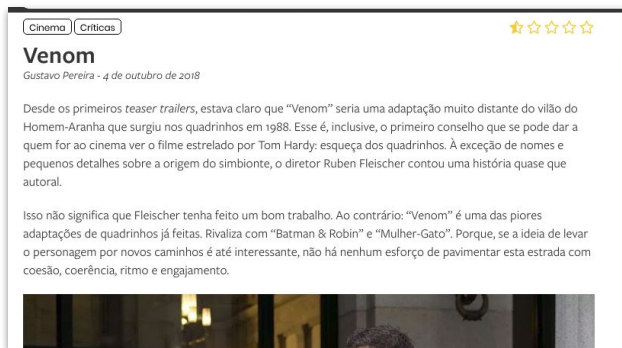 Cinema Críticas
Venom
Gustavo Pereira - 4 de outubro de 2018
Desde os primeiros teaser trailers, estava claro que “Venom” seria uma adaptação muito distante do vilão do
Homem-Aranha que surgiu nos quadrinhos em 1988. Esse é, inclusive, o primeiro conselho que se pode dar a
quem for ao cinema ver o filme estrelado por Tom Hardy: esqueça dos quadrinhos. À exceção de nomes e
pequenos detalhes sobre a origem do simbionte, o diretor Ruben Fleischer contou uma história quase que
autoral.
Isso não significa que Fleischer tenha feito um bom trabalho. Ao contrário: “Venom” é uma das piores
adaptações de quadrinhos já feitas. Rivaliza com “Batman & Robin” e “Mulher-Gato”. Porque, se a ideia de levar
o personagem por novos caminhos é até interessante, não há nenhum esforço de pavimentar esta estrada com
coesão, coerência, ritmo e engajamento.